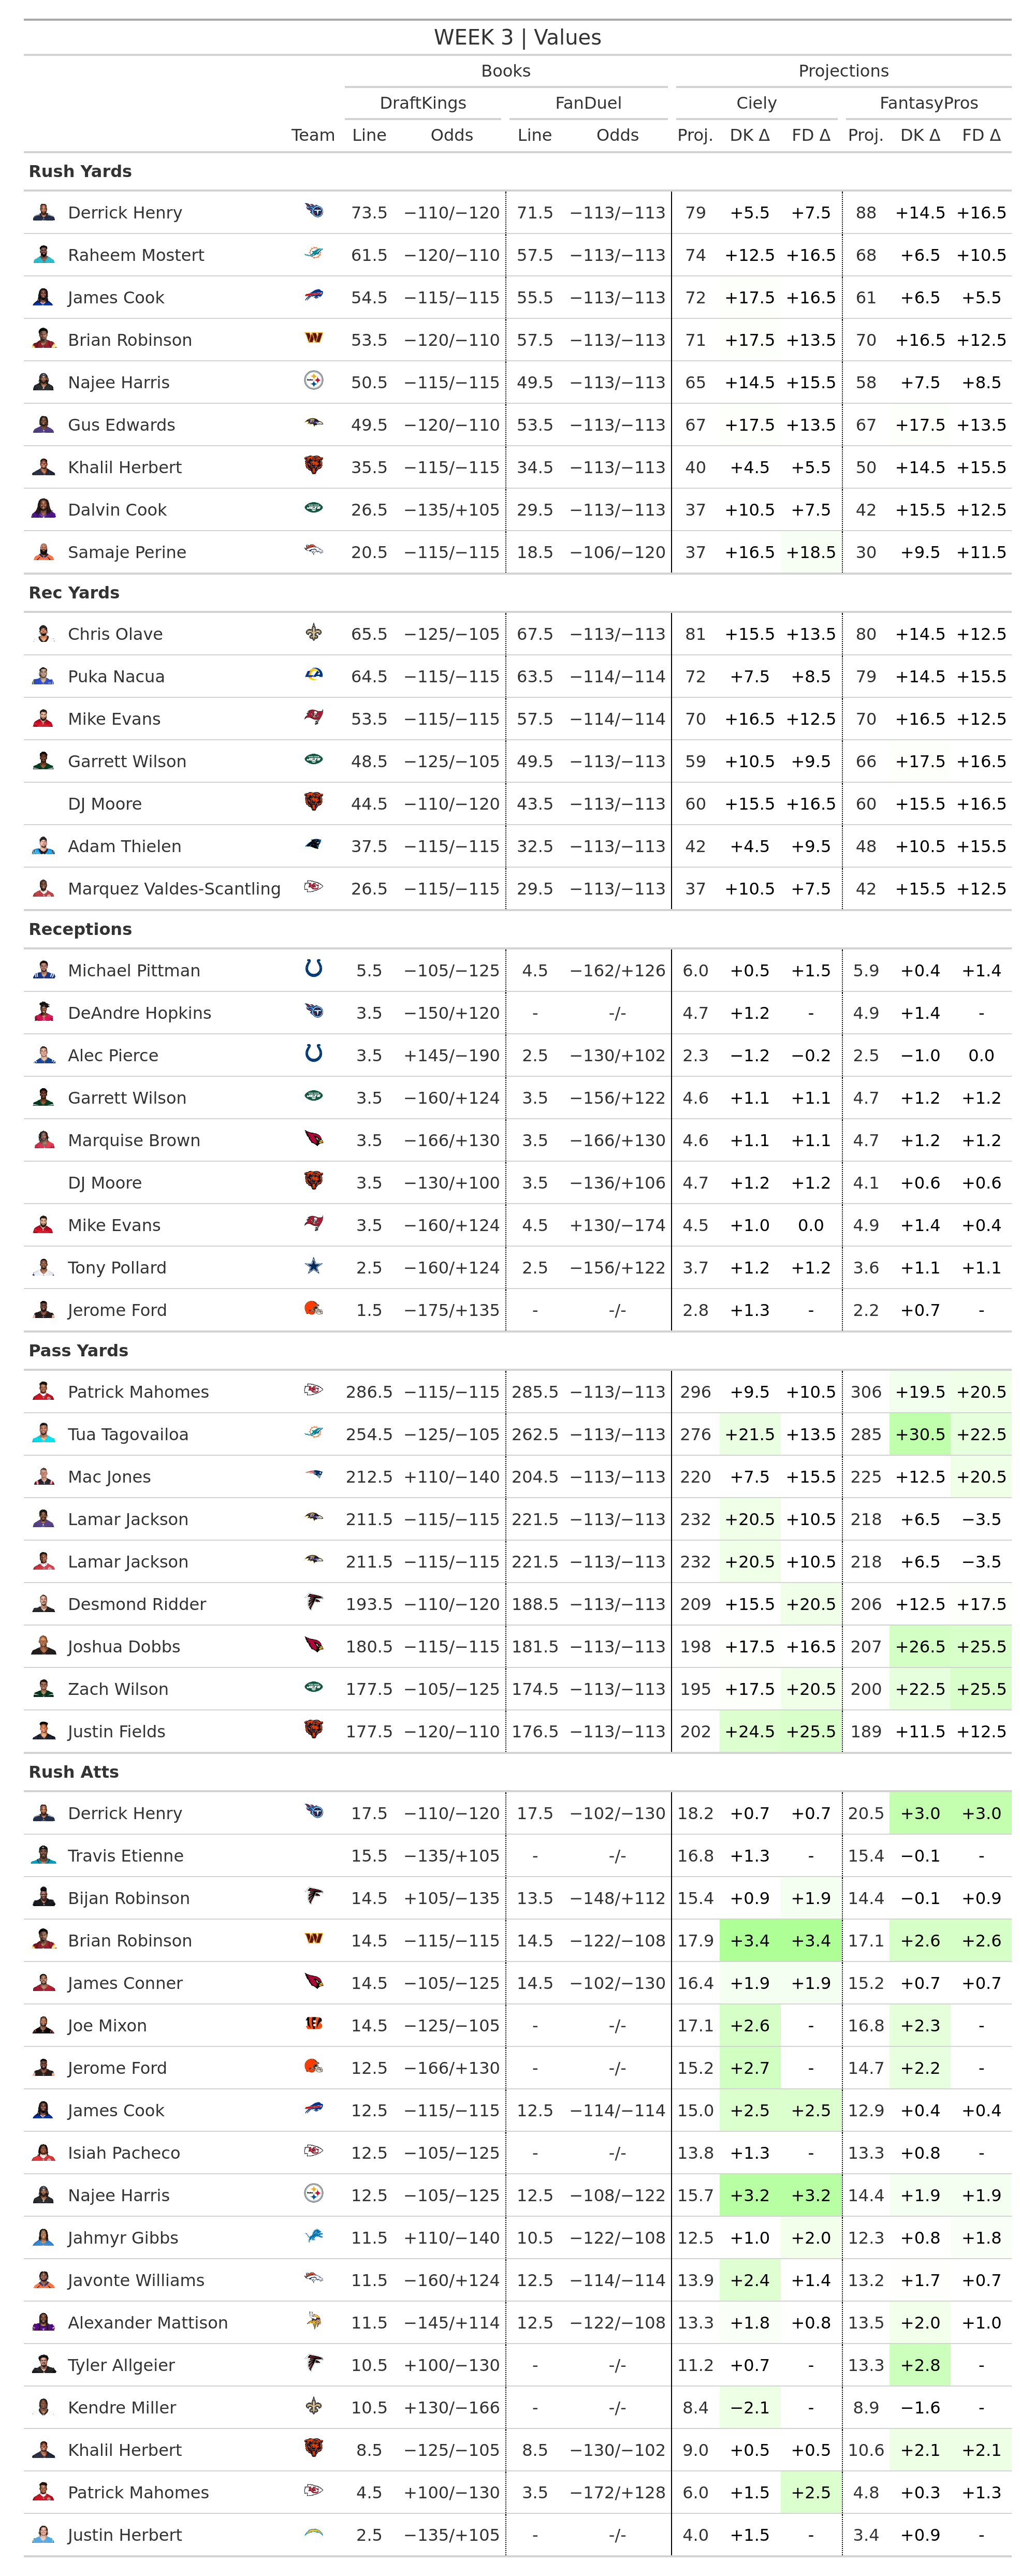 WEEK 3 | Values
Books Projections
DraftKings FanDuel Ciely FantasyPros
Team Line Odds Line Odds Proj. DK Δ FD Δ Proj. DK Δ FD Δ
Rush Yards
Derrick Henry 73.5 −110/−120 71.5 −113/−113 79 +5.5 +7.5 88 +14.5 +16.5
Raheem Mostert 61.5 −120/−110 57.5 −113/−113 74 +12.5 +16.5 68 +6.5 +10.5
James Cook 54.5 −115/−115 55.5 −113/−113 72 +17.5 +16.5 61 +6.5 +5.5
Brian Robinson 53.5 −120/−110 57.5 −113/−113 71 +17.5 +13.5 70 +16.5 +12.5
Najee Harris 50.5 −115/−115 49.5 −113/−113 65 +14.5 +15.5 58 +7.5 +8.5
Gus Edwards 49.5 −120/−110 53.5 −113/−113 67 +17.5 +13.5 67 +17.5 +13.5
Khalil Herbert 35.5 −115/−115 34.5 −113/−113 40 +4.5 +5.5 50 +14.5 +15.5
Dalvin Cook 26.5 −135/+105 29.5 −113/−113 37 +10.5 +7.5 42 +15.5 +12.5
Samaje Perine 20.5 −115/−115 18.5 −106/−120 37 +16.5 +18.5 30 +9.5 +11.5
Rec Yards
Chris Olave 65.5 −125/−105 67.5 −113/−113 81 +15.5 +13.5 80 +14.5 +12.5
Puka Nacua 64.5 −115/−115 63.5 −114/−114 72 +7.5 +8.5 79 +14.5 +15.5
Mike Evans 53.5 −115/−115 57.5 −114/−114 70 +16.5 +12.5 70 +16.5 +12.5
Garrett Wilson 48.5 −125/−105 49.5 −113/−113 59 +10.5 +9.5 66 +17.5 +16.5
DJ Moore 44.5 −110/−120 43.5 −113/−113 60 +15.5 +16.5 60 +15.5 +16.5
Adam Thielen 37.5 −115/−115 32.5 −113/−113 42 +4.5 +9.5 48 +10.5 +15.5
Marquez Valdes-Scantling 26.5 −115/−115 29.5 −113/−113 37 +10.5 +7.5 42 +15.5 +12.5
Receptions
Michael Pittman 5.5 −105/−125 4.5 −162/+126 6.0 +0.5 +1.5 5.9 +0.4 +1.4
DeAndre Hopkins 3.5 −150/+120 - -/- 4.7 +1.2 - 4.9 +1.4 -
Alec Pierce 3.5 +145/−190 2.5 −130/+102 2.3 −1.2 −0.2 2.5 −1.0 0.0
Garrett Wilson 3.5 −160/+124 3.5 −156/+122 4.6 +1.1 +1.1 4.7 +1.2 +1.2
Marquise Brown 3.5 −166/+130 3.5 −166/+130 4.6 +1.1 +1.1 4.7 +1.2 +1.2
DJ Moore 3.5 −130/+100 3.5 −136/+106 4.7 +1.2 +1.2 4.1 +0.6 +0.6
Mike Evans 3.5 −160/+124 4.5 +130/−174 4.5 +1.0 0.0 4.9 +1.4 +0.4
Tony Pollard 2.5 −160/+124 2.5 −156/+122 3.7 +1.2 +1.2 3.6 +1.1 +1.1
Jerome Ford 1.5 −175/+135 - -/- 2.8 +1.3 - 2.2 +0.7 -
Pass Yards
Patrick Mahomes 286.5 −115/−115 285.5 −113/−113 296 +9.5 +10.5 306 +19.5 +20.5
Tua Tagovailoa 254.5 −125/−105 262.5 −113/−113 276 +21.5 +13.5 285 +30.5 +22.5
Mac Jones 212.5 +110/−140 204.5 −113/−113 220 +7.5 +15.5 225 +12.5 +20.5
Lamar Jackson 211.5 −115/−115 221.5 −113/−113 232 +20.5 +10.5 218 +6.5 −3.5
Lamar Jackson 211.5 −115/−115 221.5 −113/−113 232 +20.5 +10.5 218 +6.5 −3.5
Desmond Ridder 193.5 −110/−120 188.5 −113/−113 209 +15.5 +20.5 206 +12.5 +17.5
Joshua Dobbs 180.5 −115/−115 181.5 −113/−113 198 +17.5 +16.5 207 +26.5 +25.5
Zach Wilson 177.5 −105/−125 174.5 −113/−113 195 +17.5 +20.5 200 +22.5 +25.5
Justin Fields 177.5 −120/−110 176.5 −113/−113 202 +24.5 +25.5 189 +11.5 +12.5
Rush Atts
Derrick Henry 17.5 −110/−120 17.5 −102/−130 18.2 +0.7 +0.7 20.5 +3.0 +3.0
Travis Etienne 15.5 −135/+105 - -/- 16.8 +1.3 - 15.4 −0.1 -
Bijan Robinson 14.5 +105/−135 13.5 −148/+112 15.4 +0.9 +1.9 14.4 −0.1 +0.9
Brian Robinson 14.5 −115/−115 14.5 −122/−108 17.9 +3.4 +3.4 17.1 +2.6 +2.6
James Conner 14.5 −105/−125 14.5 −102/−130 16.4 +1.9 +1.9 15.2 +0.7 +0.7
Joe Mixon 14.5 −125/−105 - -/- 17.1 +2.6 - 16.8 +2.3 -
Jerome Ford 12.5 −166/+130 - -/- 15.2 +2.7 - 14.7 +2.2 -
James Cook 12.5 −115/−115 12.5 −114/−114 15.0 +2.5 +2.5 12.9 +0.4 +0.4
Isiah Pacheco 12.5 −105/−125 - -/- 13.8 +1.3 - 13.3 +0.8 -
Najee Harris 12.5 −105/−125 12.5 −108/−122 15.7 +3.2 +3.2 14.4 +1.9 +1.9
Jahmyr Gibbs 11.5 +110/−140 10.5 −122/−108 12.5 +1.0 +2.0 12.3 +0.8 +1.8
Javonte Williams 11.5 −160/+124 12.5 −114/−114 13.9 +2.4 +1.4 13.2 +1.7 +0.7
Alexander Mattison 11.5 −145/+114 12.5 −122/−108 13.3 +1.8 +0.8 13.5 +2.0 +1.0
Tyler Allgeier 10.5 +100/−130 - -/- 11.2 +0.7 - 13.3 +2.8 -
Kendre Miller 10.5 +130/−166 - -/- 8.4 −2.1 - 8.9 −1.6 -
Khalil Herbert 8.5 −125/−105 8.5 −130/−102 9.0 +0.5 +0.5 10.6 +2.1 +2.1
Patrick Mahomes 4.5 +100/−130 3.5 −172/+128 6.0 +1.5 +2.5 4.8 +0.3 +1.3
Justin Herbert 2.5 −135/+105 - -/- 4.0 +1.5 - 3.4 +0.9 -